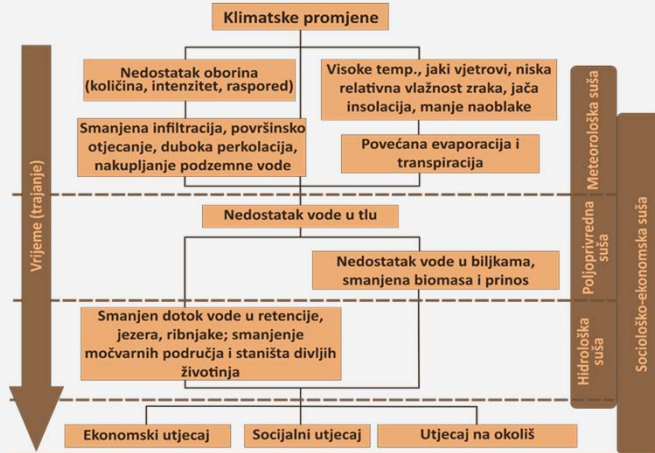 Klimatske promjene
Nedostatak oborina
(količina, intenzitet, raspored)
Visoke temp., jaki vjetrovi, niska
relativna vlažnost zraka, jača
insolacija, manje naoblake
Smanjena infiltracija, površinsko
otjecanje, duboka perkolacija,
nakupljanje podzemne vode
Povećana evaporacija i
transpiracija
Nedostatak vode u tlu
Nedostatak vode u biljkama,
smanjena biomasa i prinos
Smanjen dotok vode u retencije,
jezera, ribnjake; smanjenje
močvarnih područja i staništa divljih
životinja
Ekonomski utjecaj
Socijalni utjecaj
Utjecaj na okoliš
Vrijeme (trajanje)
Meteorološka suša
Poljoprivredna
suša
Hidrološka
suša
Sociološko-ekonomska suša